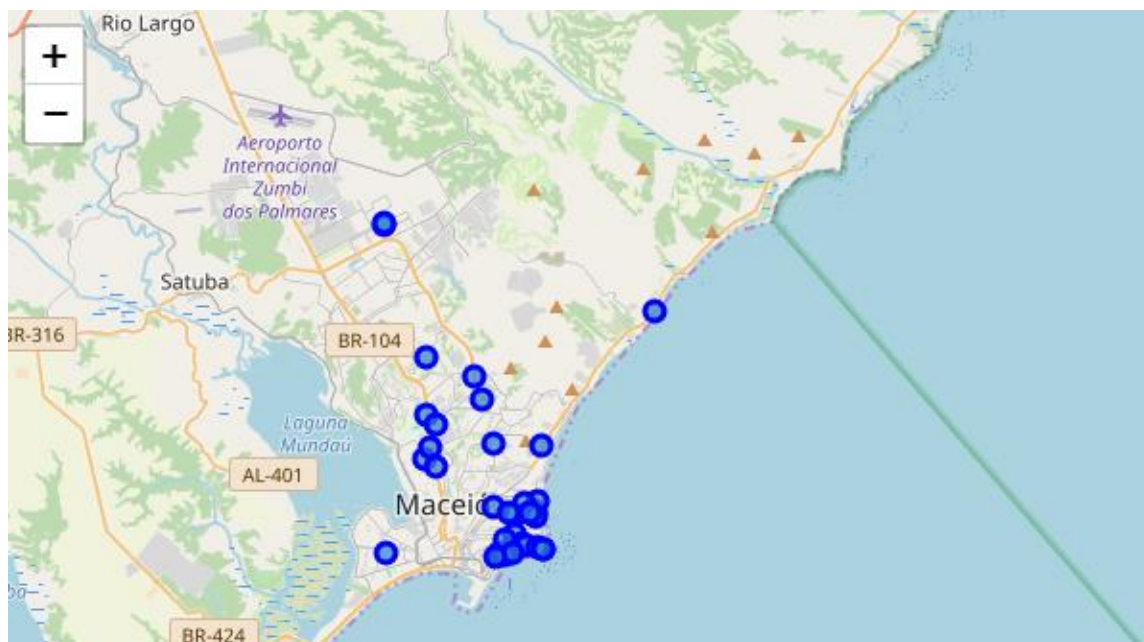 Rio Largo
+
−
Aeroporto
Internacional
Zumbi
dos Palmares
Satuba
BR-316
BR-104
Laguna
Mundaú
AL-401
Maceió
BR-424